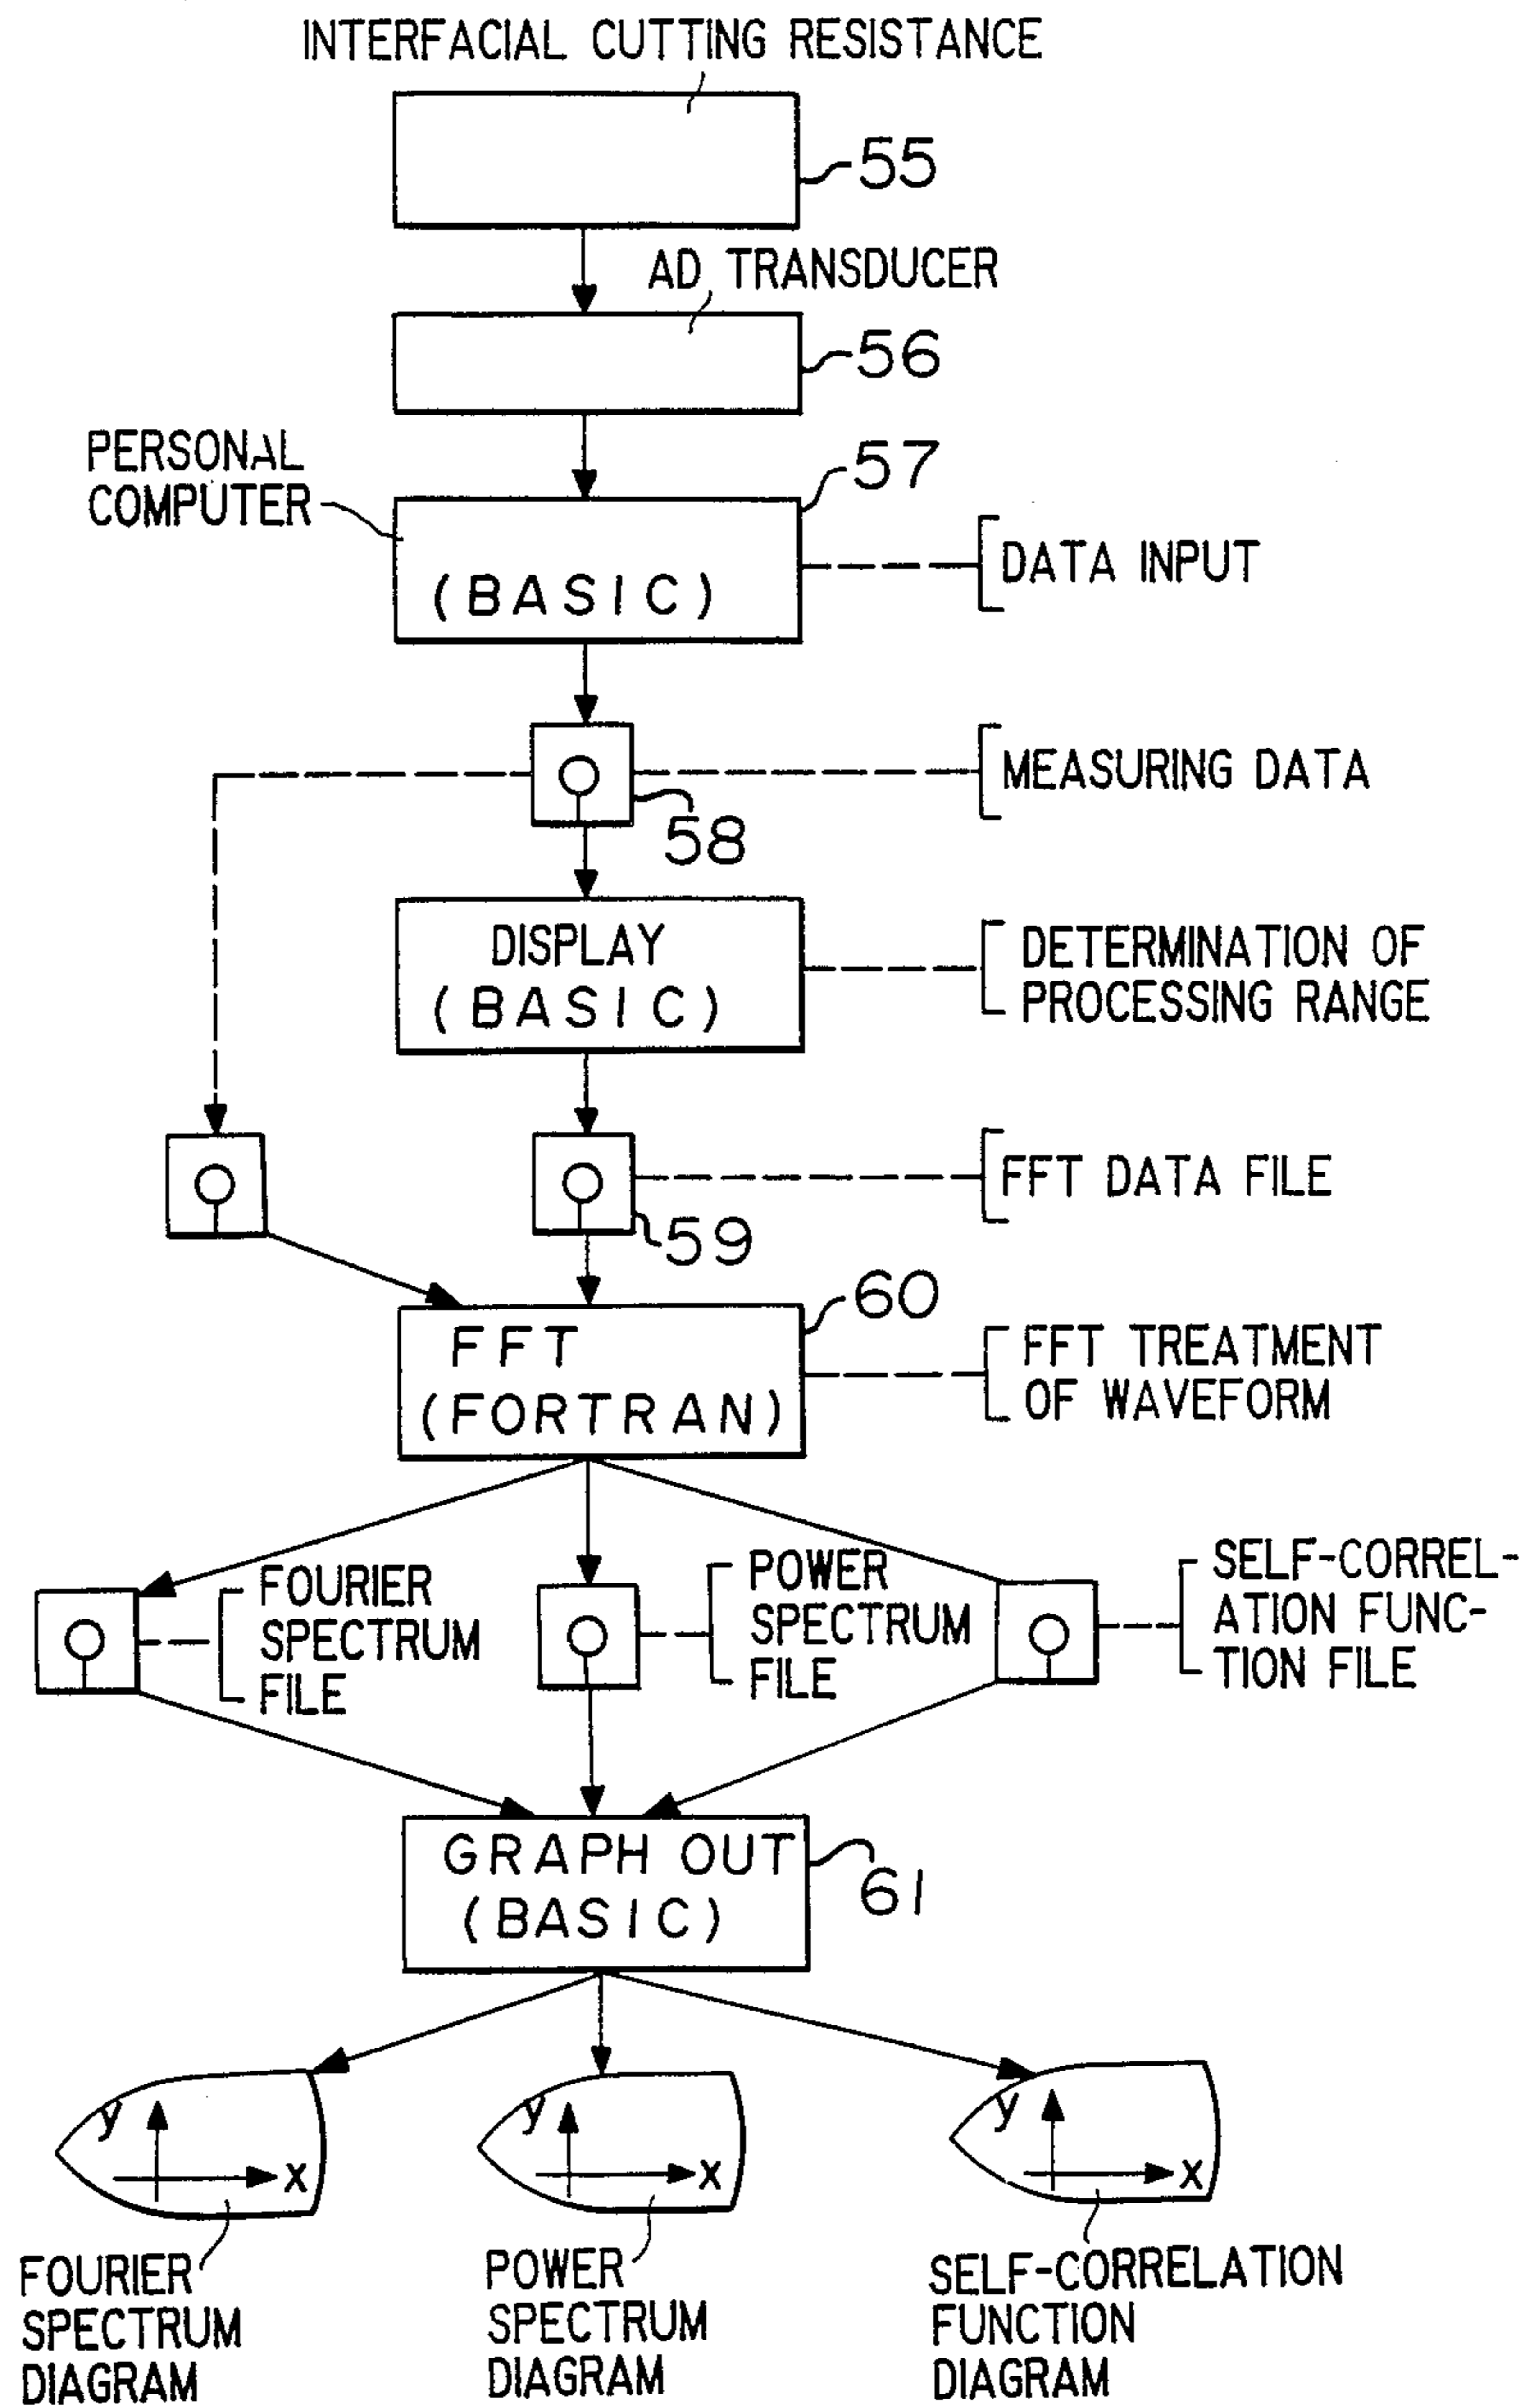 INTERFACIAL CUTTING RESISTANCE
55
AD TRANSDUCER
56
PERSONAL
COMPUTER
57
(BASIC)
DATA INPUT
MEASURING DATA
58
DISPLAY
(BASIC)
DETERMINATION OF
PROCESSING RANGE
FFT DATA FILE
59
60
FFT
(FORTRAN)
FFT TREATMENT
OF WAVEFORM
FOURIER
SPECTRUM
FILE
POWER
SPECTRUM
FILE
SELF-CORREL-
ATION FUNC-
TION FILE
GRAPH OUT
(BASIC)
61
y
x
y
x
y
x
FOURIER
SPECTRUM
DIAGRAM
POWER
SPECTRUM
DIAGRAM
SELF-CORRELATION
FUNCTION
DIAGRAM